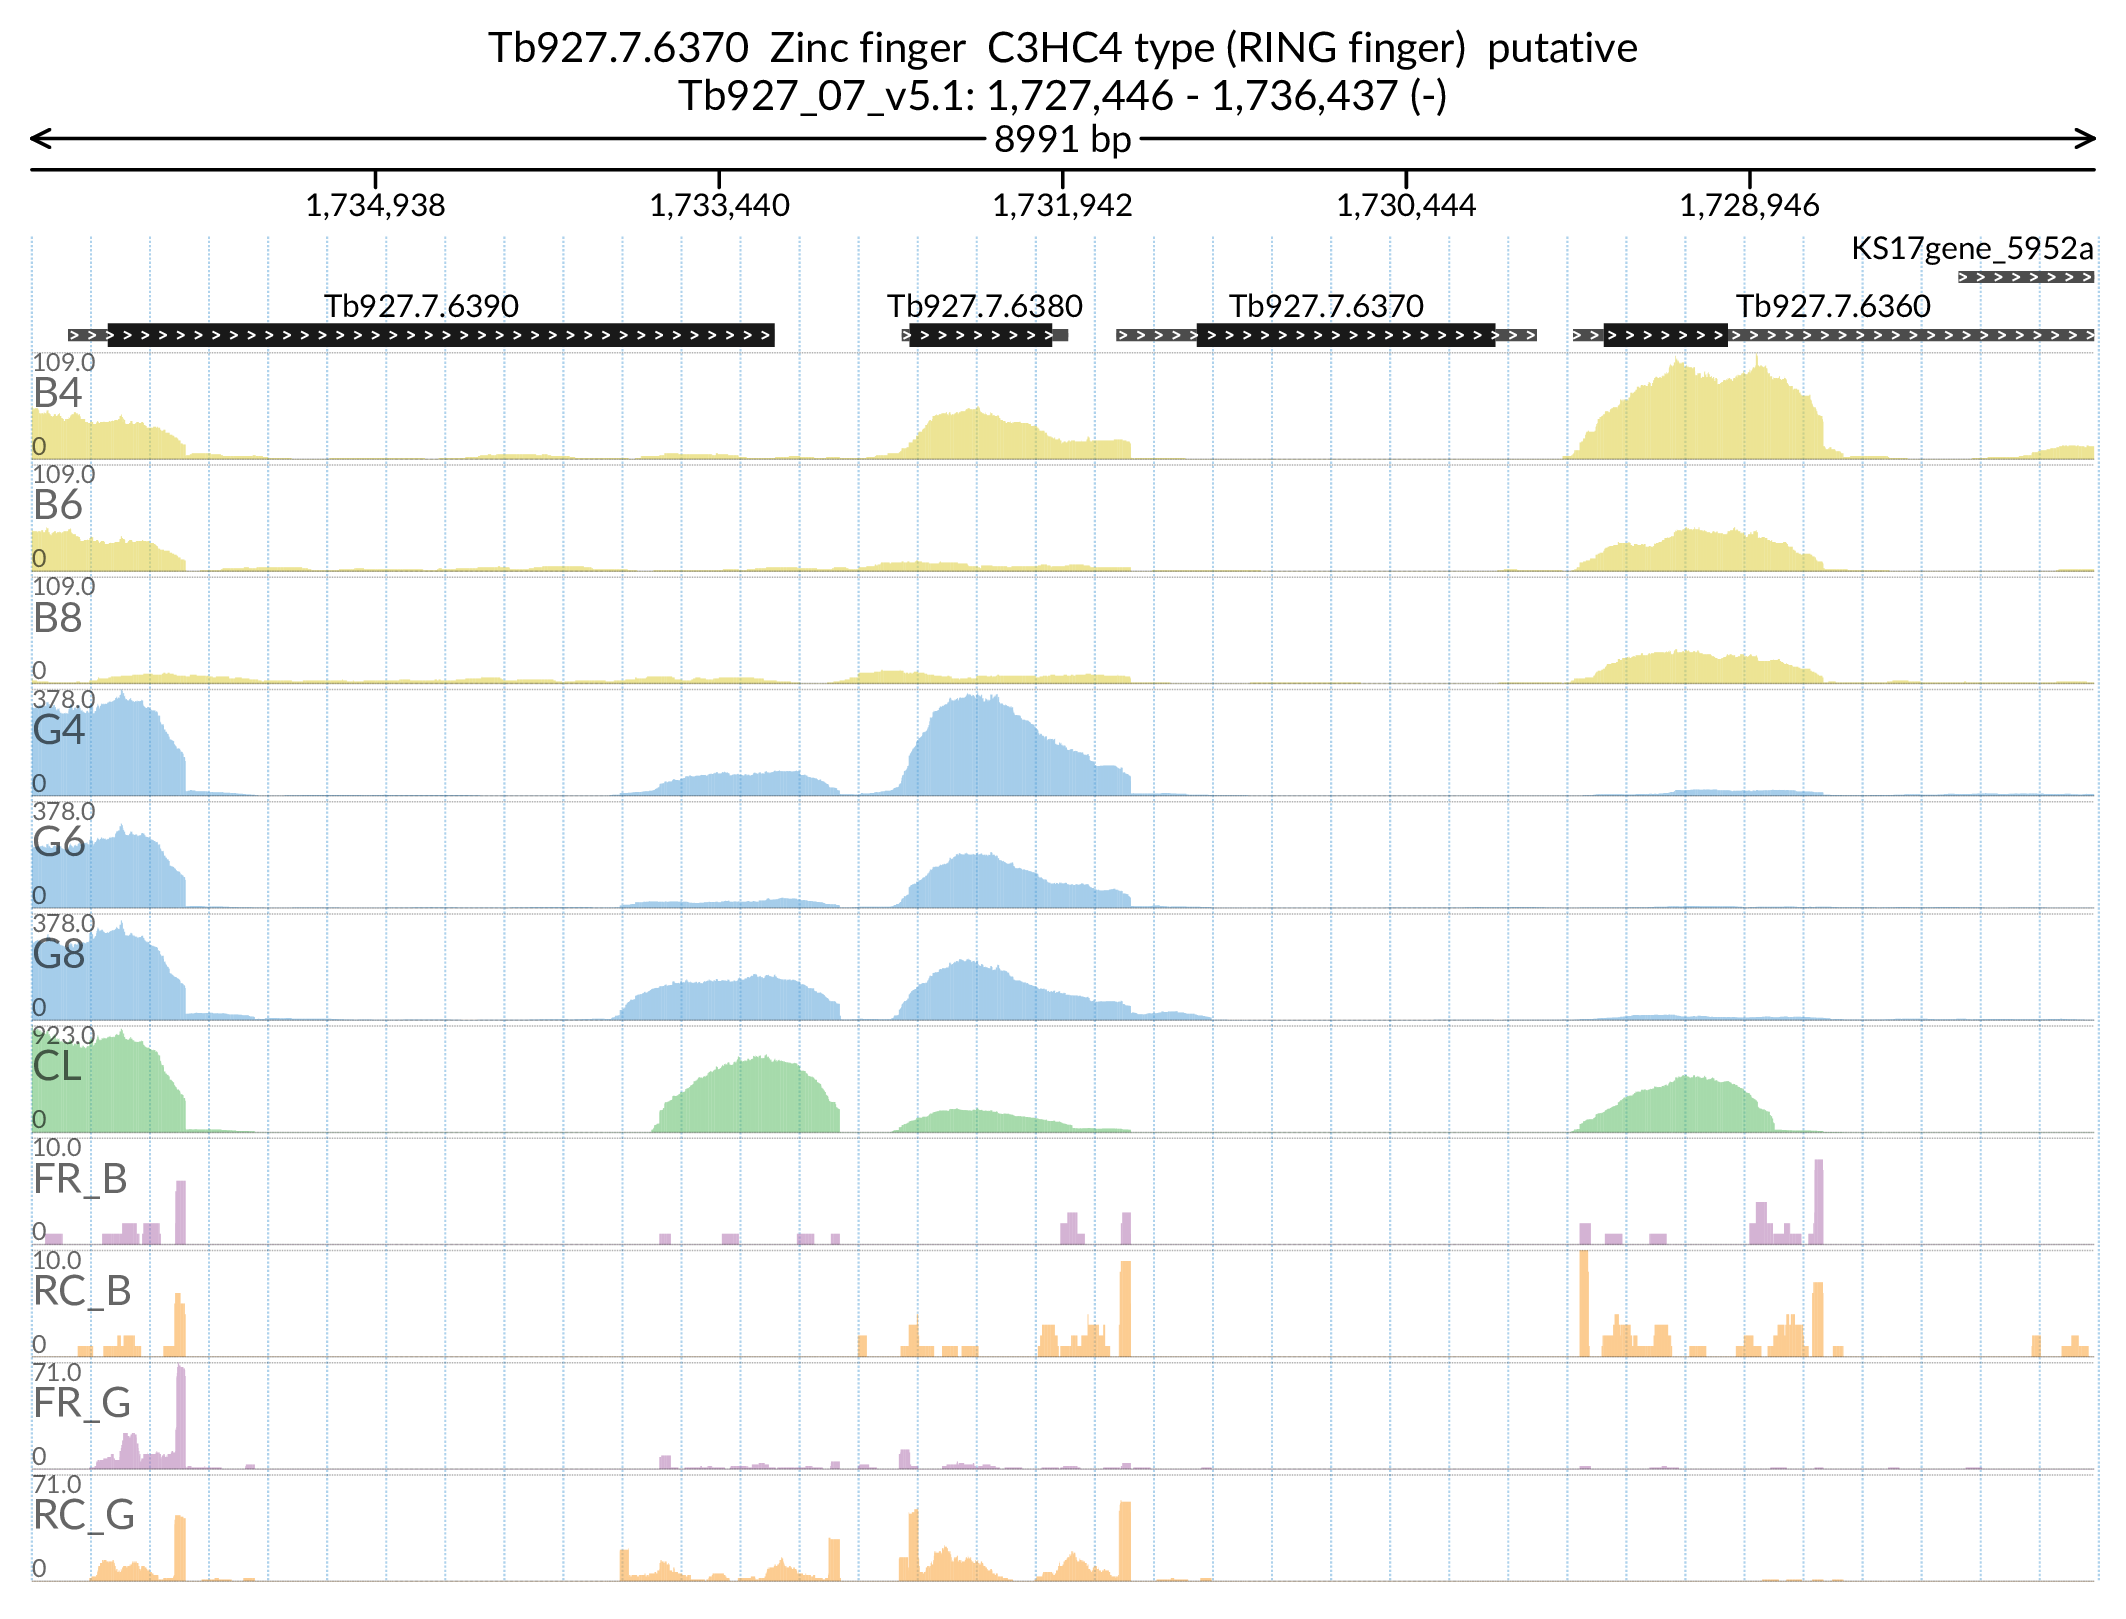 Tb927.7.6370 Zinc finger C3HC4 type (RING finger) putative
Tb927_07_v5.1: 1,727,446 - 1,736,437 (-)
8991 bp
1,734,938 1,733,440 1,731,942 1,730,444 1,728,946
KS17gene_5952a
Tb927.7.6390 Tb927.7.6380 Tb927.7.6370 Tb927.7.6360
109.0
B4
0
109.0
B6
0
109.0
B8
0
378.0
G4
0
378.0
G6
0
378.0
G8
0
923.0
CL
0
10.0
FR_B
0
10.0
RC_B
0
71.0
FR_G
0
71.0
RC_G
0